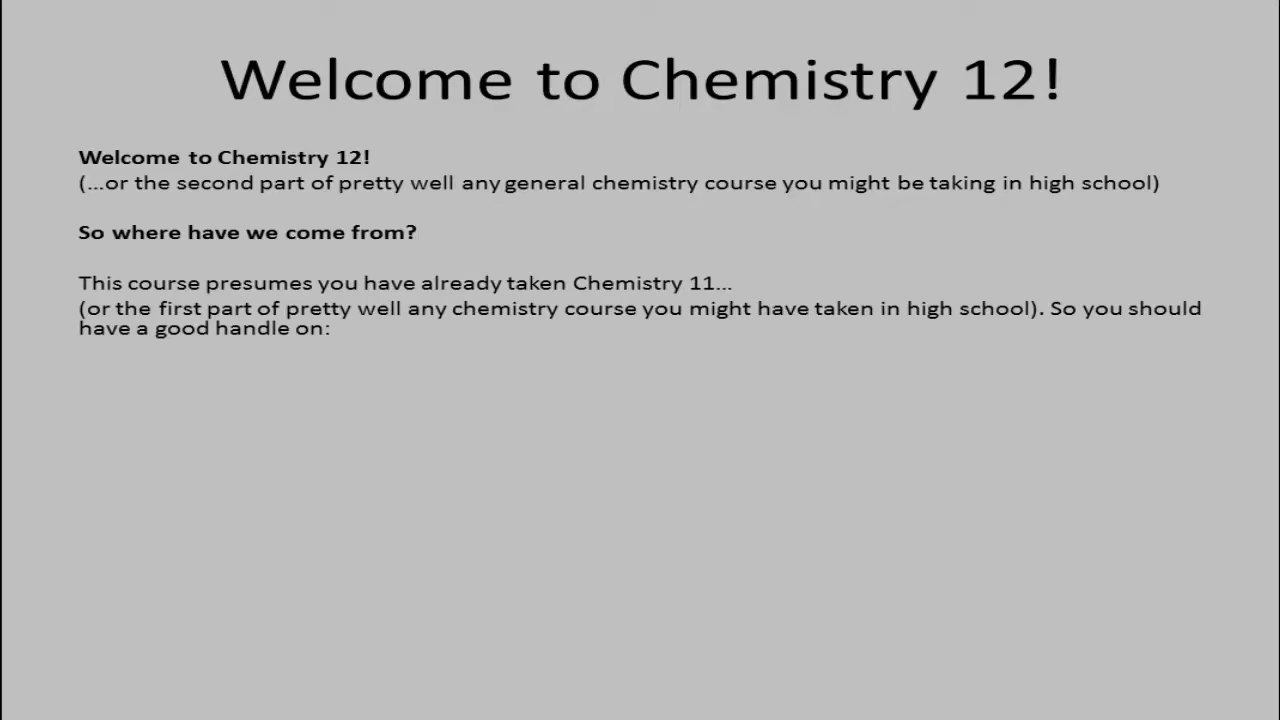 Welcome to Chemistry 12!
Welcome to Chemistry 12!
(...or the second part of pretty well any general chemistry course you might be taking in high school)
So where have we come from?
This course presumes you have already taken Chemistry 11...
(or the first part of pretty well any chemistry course you might have taken in high school). So you should
have a good handle on: